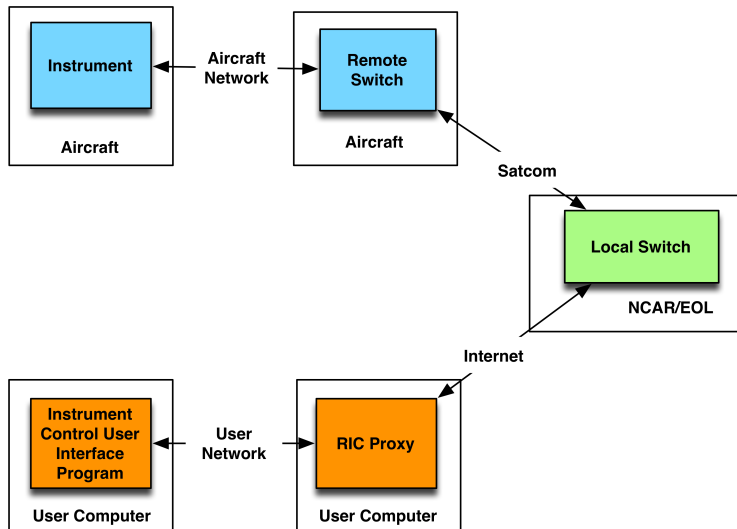 Instrument
Aircraft
Aircraft
Network
Remote
Switch
Aircraft
Satcom
Local Switch
NCAR/EOL
Internet
Instrument
Control User
Interface
Program
User Computer
User
Network
RIC Proxy
User Computer